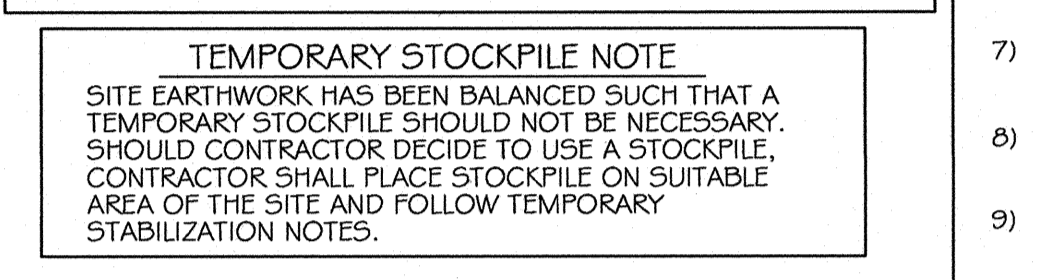 TEMPORARY STOCKPILE NOTE
SITE EARTHWORK HAS BEEN BALANCED SUCH THAT A
TEMPORARY STOCKPILE SHOULD NOT BE NECESSARY.
SHOULD CONTRACTOR DECIDE TO USE A STOCKPILE,
CONTRACTOR SHALL PLACE STOCKPILE ON SUITABLE
AREA OF THE SITE AND FOLLOW TEMPORARY
STABILIZATION NOTES.
7)
8)
9)